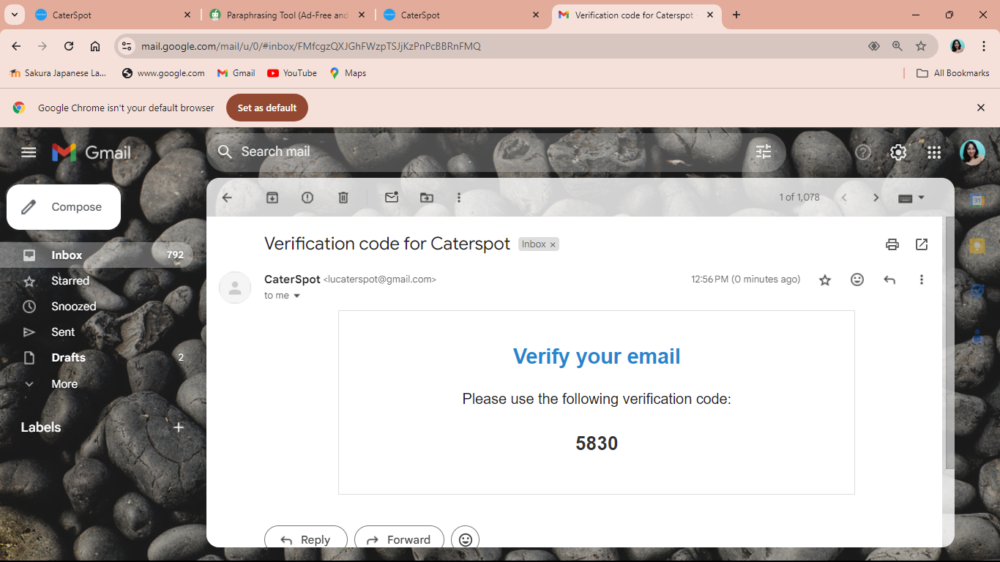 CaterSpot
Paraphrasing Tool (Ad-Free and
CaterSpot
Verification code for Caterspot
mail.google.com/mail/u/0/#inbox/FMfcgzQXJGhFWzpTSJjKzPnPcBBRnFMQ
Sakura Japanese La...
www.google.com
Gmail
YouTube
Maps
All Bookmarks
Google Chrome isn't your default browser
Set as default
Gmail
Search mail
Compose
1 of 1,078
31
Inbox 792
Starred
Snoozed
Sent
Drafts 2
More
Labels
Verification code for Caterspot
Inbox x
CaterSpot <lucaterspot@gmail.com>
12:56 PM (0 minutes ago)
to me
Verify your email
Please use the following verification code:
5830
Reply
Forward